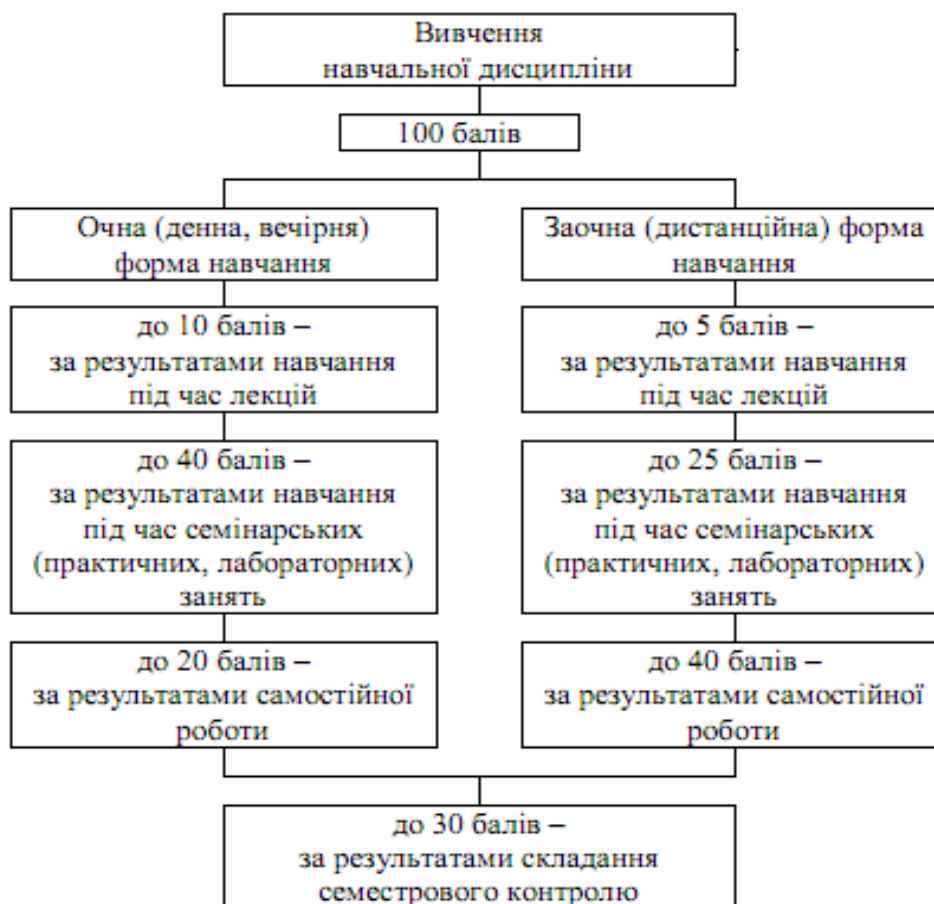 Вивчення
навчальної дисципліни
100 балів
Очна (денна, вечірня)
форма навчання
Заочна (дистанційна) форма
навчання
до 10 балів –
за результатами навчання
під час лекцій
до 5 балів –
за результатами навчання
під час лекцій
до 40 балів –
за результатами навчання
під час семінарських
(практичних, лабораторних)
занять
до 25 балів –
за результатами навчання
під час семінарських
(практичних, лабораторних)
занять
до 20 балів –
за результатами самостійної
роботи
до 40 балів –
за результатами самостійної
роботи
до 30 балів –
за результатами складання
семестрового контролю